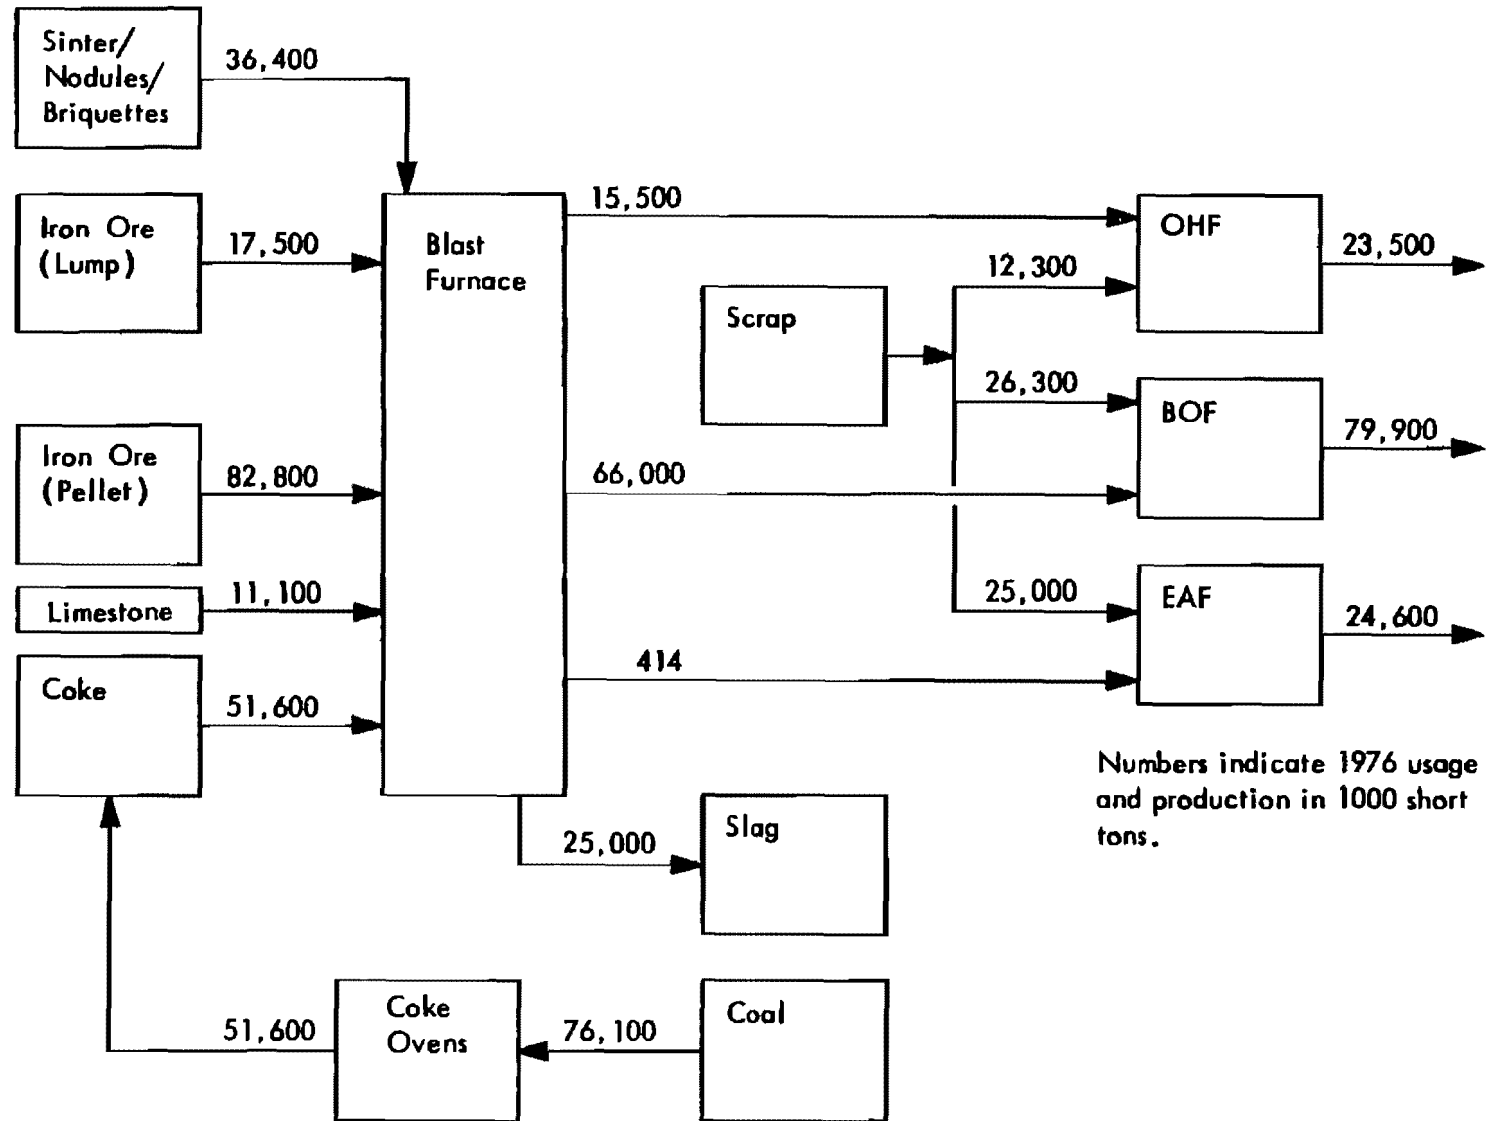 Sinter/
Nodules/
Briquettes
36,400
Iron Ore
(Lump)
17,500
Iron Ore
(Pellet)
82,800
Limestone
11,100
Coke
51,600
Blast
Furnace
15,500
66,000
414
25,000
Slag
Scrap
12,300
26,300
25,000
OHF
23,500
BOF
79,900
EAF
24,600
Numbers indicate 1976 usage
and production in 1000 short
tons.
51,600
Coke
Ovens
76,100
Coal